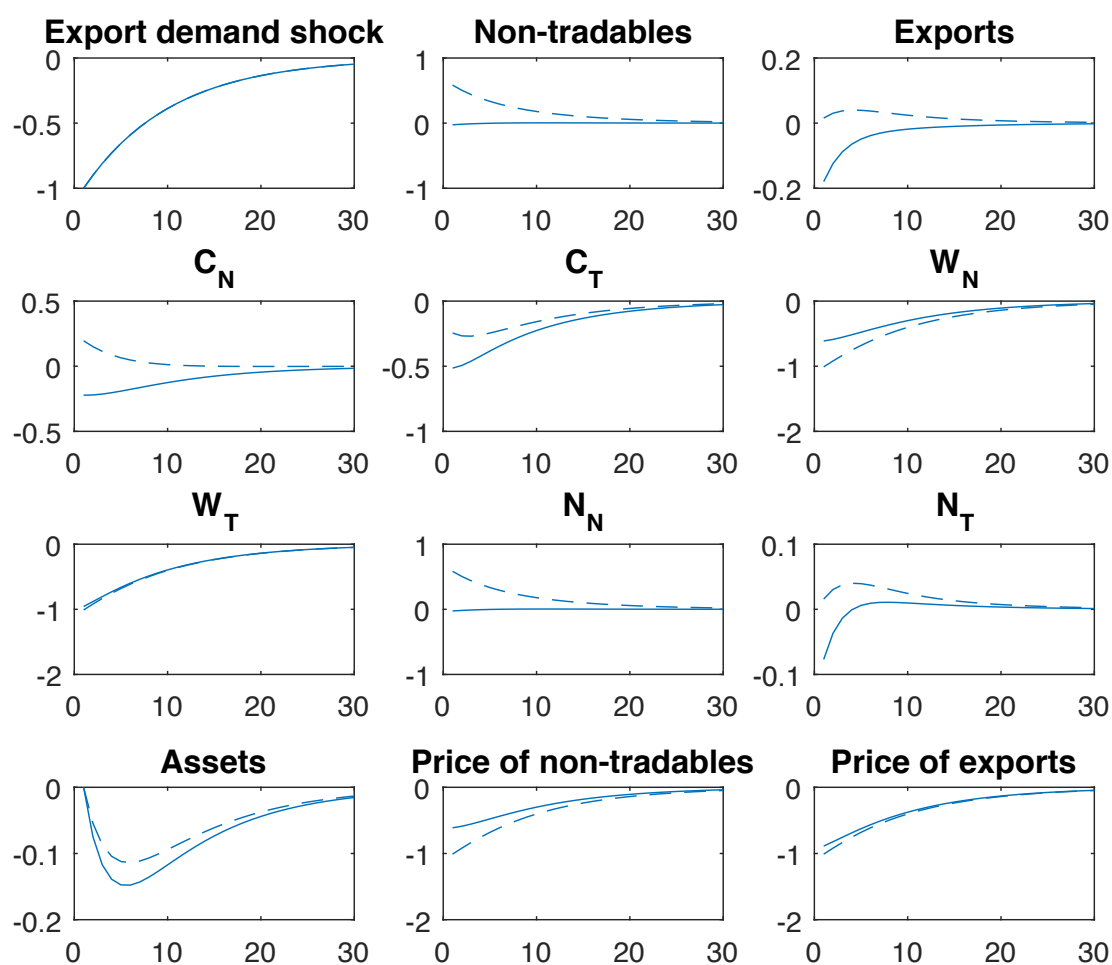 Export demand shock
Non-tradables
Exports
0
-0.5
-1
0 10 20 30
1
0
-1
0 10 20 30
0.2
0
-0.2
0 10 20 30
C_N
C_T
W_N
0.5
0
-0.5
0 10 20 30
0
-0.5
-1
0 10 20 30
0
-1
-2
0 10 20 30
W_T
N_N
N_T
0
-1
-2
0 10 20 30
1
0
-1
0 10 20 30
0.1
0
-0.1
0 10 20 30
Assets
Price of non-tradables
Price of exports
0
-0.1
-0.2
0 10 20 30
0
-1
-2
0 10 20 30
0
-1
-2
0 10 20 30